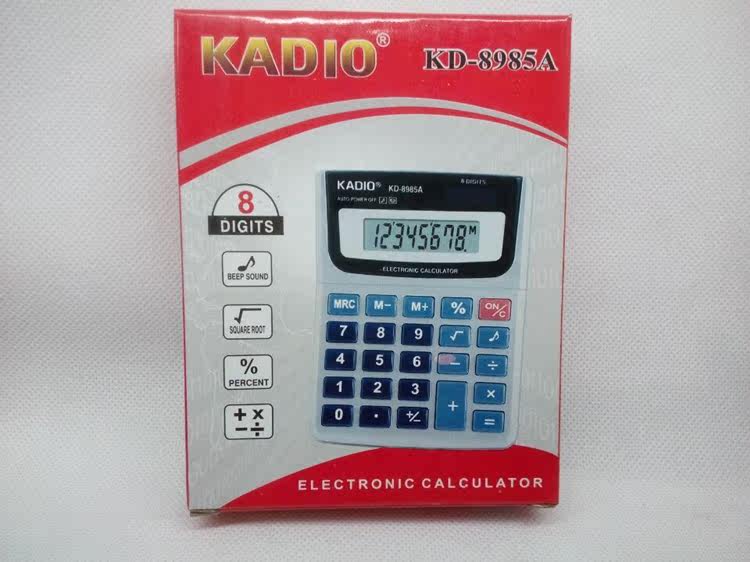 KADIO®
KD-8985A
8
DIGITS
BEEP SOUND
√
SQUARE ROOT
%
PERCENT
+ ×
− ÷
KADIO® KD-8985A
8 DIGITS
AUTO POWER OFF
12345678. M
ELECTRONIC CALCULATOR
MRC M− M+ % ON/C
7 8 9 √ ♪
4 5 6 − ÷
1 2 3 + ×
0 · +/− =
ELECTRONIC CALCULATOR